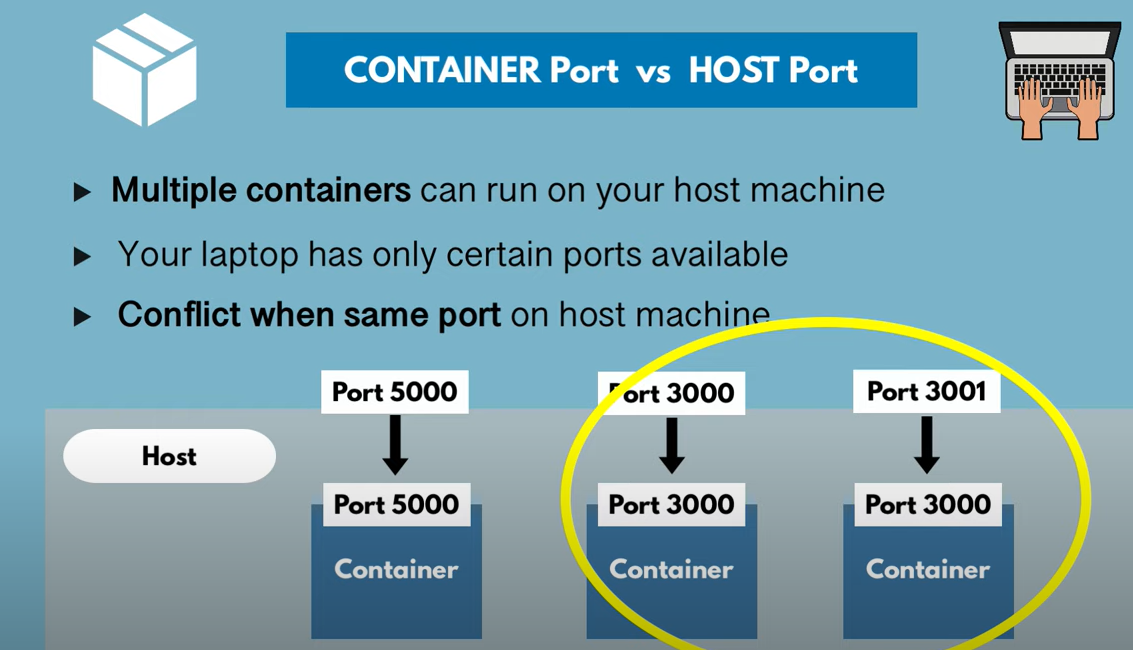 CONTAINER Port vs HOST Port
Multiple containers can run on your host machine
Your laptop has only certain ports available
Conflict when same port on host machine
Port 5000
Port 3000
Port 3001
Host
Port 5000
Port 3000
Port 3000
Container
Container
Container